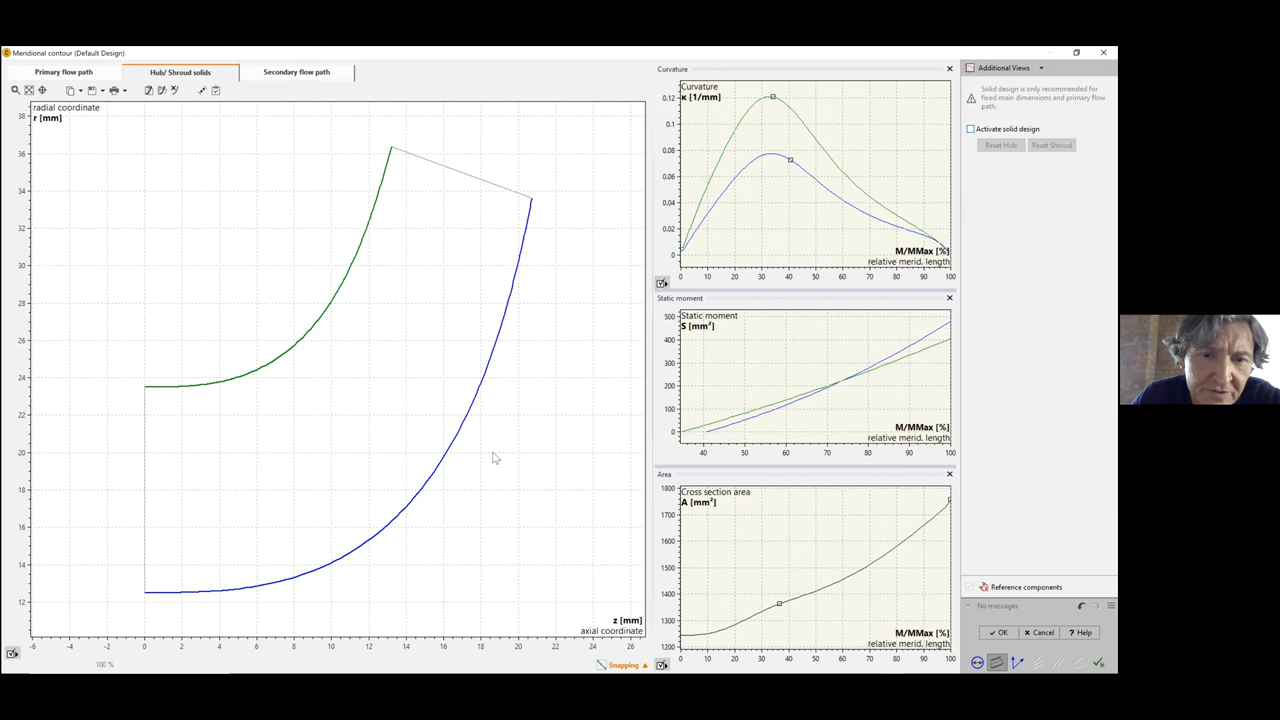 Meridional contour (Default Design)
Primary flow path
Hub/ Shroud solids
Secondary flow path
radial coordinate
r [mm]
38
36
34
32
30
28
26
24
22
20
18
16
14
12
-6
-4
-2
0
2
4
6
8
10
12
14
16
18
20
22
24
26
z [mm]
axial coordinate
100 %
Snapping
Curvature
Curvature
κ [1/mm]
0.12
0.1
0.08
0.06
0.04
0.02
0
M/MMax [%]
relative merid. length
0
10
20
30
40
50
60
70
80
90
100
Static moment
Static moment
S [mm²]
500
400
300
200
100
0
M/MMax [%]
relative merid. length
40
50
60
70
80
90
100
Area
Cross section area
A [mm²]
1800
1700
1600
1500
1400
1300
1200
M/MMax [%]
relative merid. length
0
10
20
30
40
50
60
70
80
90
100
Additional Views
Solid design is only recommended for
fixed main dimensions and primary flow
path.
Activate solid design
Reset Hub
Reset Shroud
Reference components
No messages
OK
Cancel
? Help